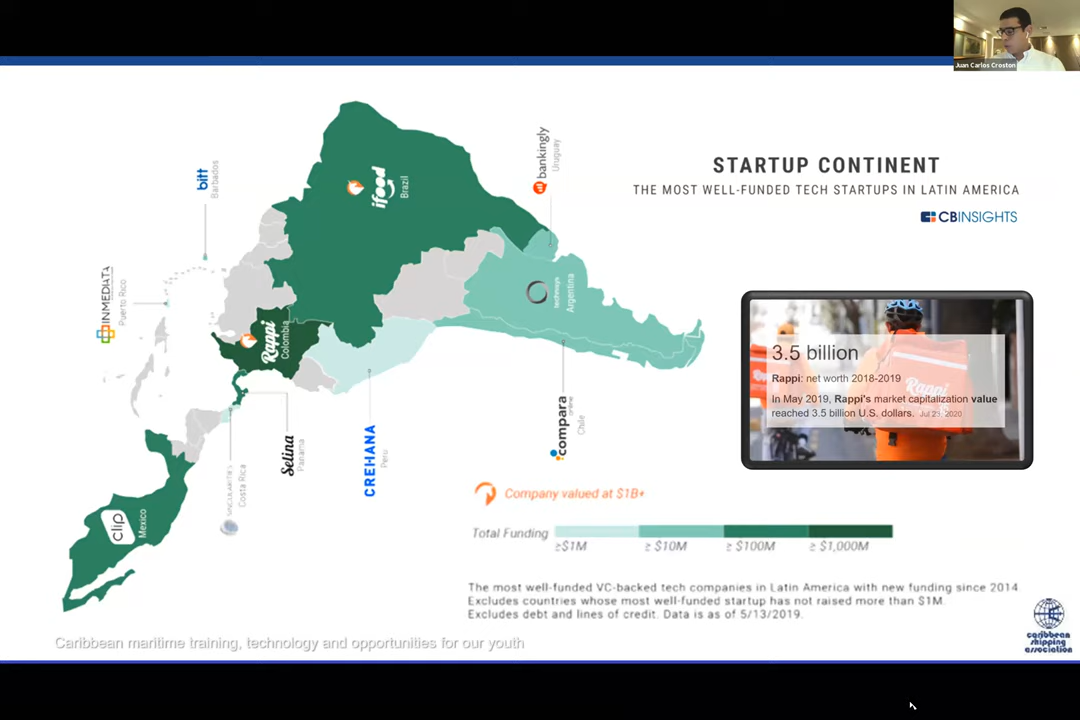 Juan Carlos Croston
STARTUP CONTINENT
THE MOST WELL-FUNDED TECH STARTUPS IN LATIN AMERICA
CBINSIGHTS
bitt
Barbados
ifood
Brazil
bankingly
Uruguay
INMEDIATA
Puerto Rico
Rappi
Colombia
Argentina
Selina
Panama
CREHANA
Peru
compara
online
Chile
Costa Rica
clip
Mexico
3.5 billion
Rappi: net worth 2018-2019
In May 2019, Rappi's market capitalization value
reached 3.5 billion U.S. dollars. Jul 23, 2020
Rappi
Company valued at $1B+
Total Funding
≥$1M ≥ $10M ≥ $100M ≥ $1,000M
The most well-funded VC-backed tech companies in Latin America with new funding since 2014
Excludes countries whose most well-funded startup has not raised more than $1M.
Excludes debt and lines of credit. Data is as of 5/13/2019.
Caribbean maritime training, technology and opportunities for our youth
caribbean
shipping
association